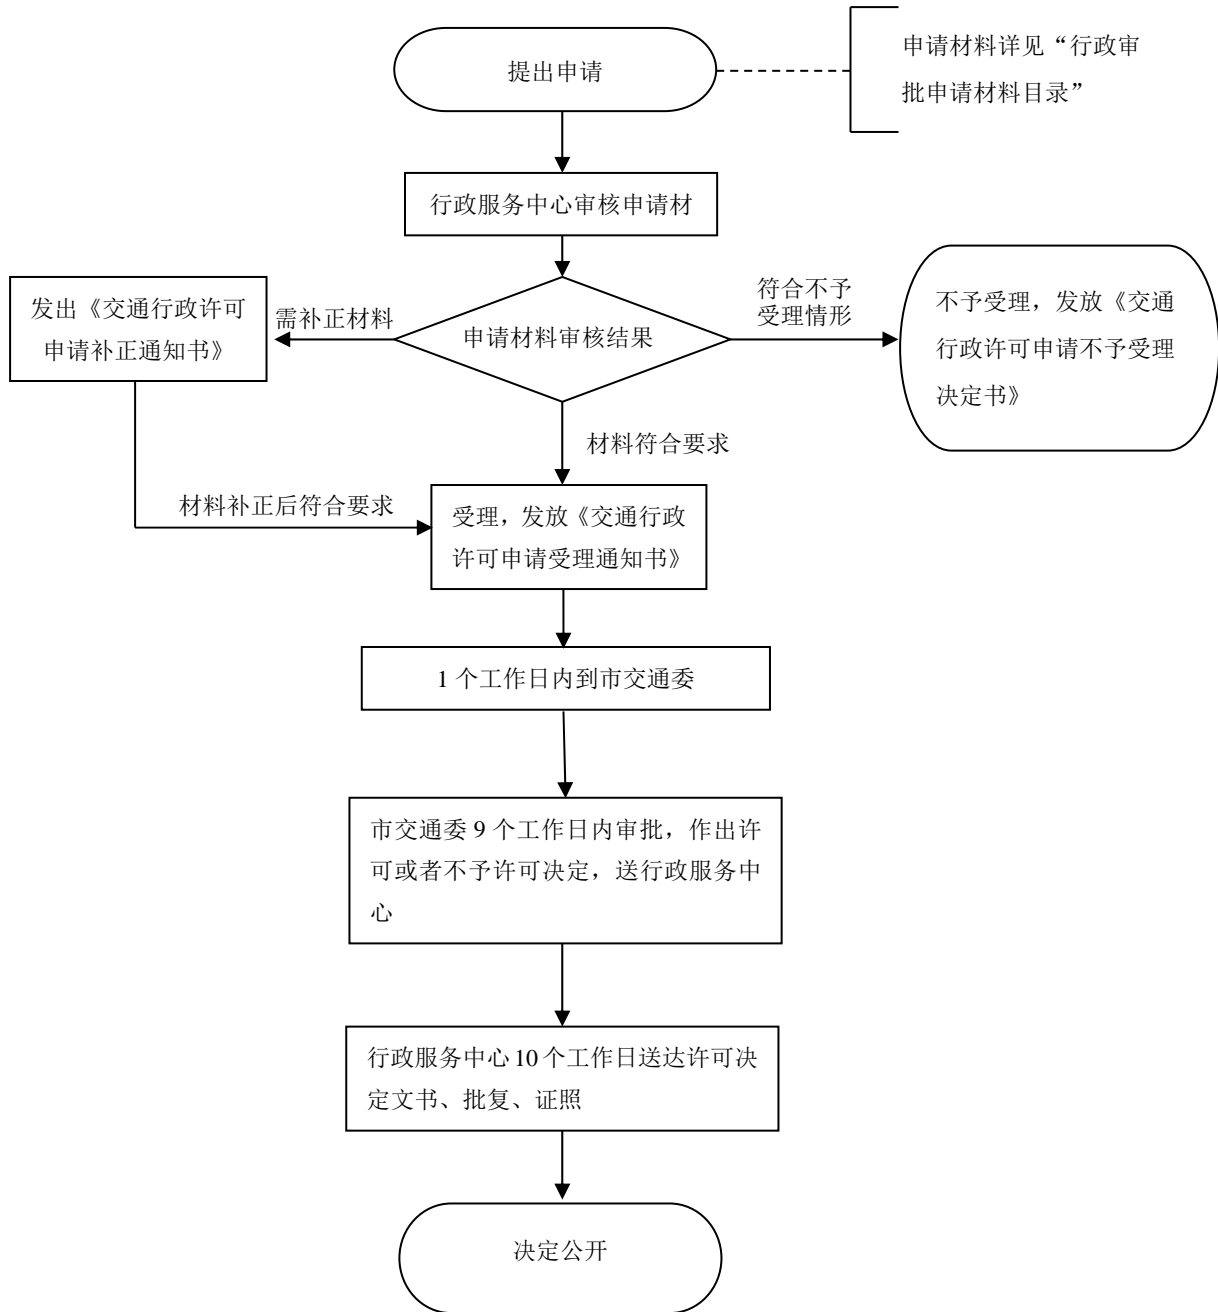 提出申请
申请材料详见“行政审
批申请材料目录”
行政服务中心审核申请材
发出《交通行政许可
申请补正通知书》
需补正材料
申请材料审核结果
符合不予
受理情形
不予受理，发放《交通
行政许可申请不予受理
决定书》
材料符合要求
材料补正后符合要求
受理，发放《交通行政
许可申请受理通知书》
1 个工作日内到市交通委
市交通委 9 个工作日内审批，作出许
可或者不予许可决定，送行政服务中
心
行政服务中心 10 个工作日送达许可决
定文书、批复、证照
决定公开